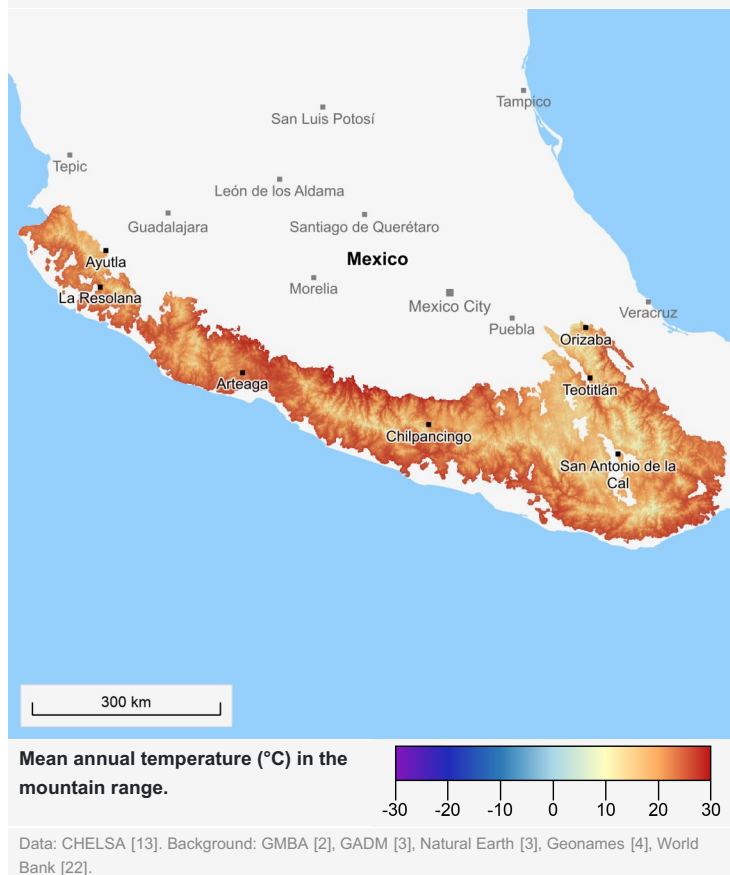 Tampico
San Luis Potosí
Tepic
León de los Aldama
Guadalajara
Santiago de Querétaro
Mexico
Ayutla
La Resolana
Morelia
Mexico City
Veracruz
Puebla
Orizaba
Arteaga
Teotitlán
Chilpancingo
San Antonio de la
Cal
300 km
Mean annual temperature (°C) in the
mountain range.
-30 -20 -10 0 10 20 30
Data: CHELSA [13]. Background: GMBA [2], GADM [3], Natural Earth [3], Geonames [4], World
Bank [22].